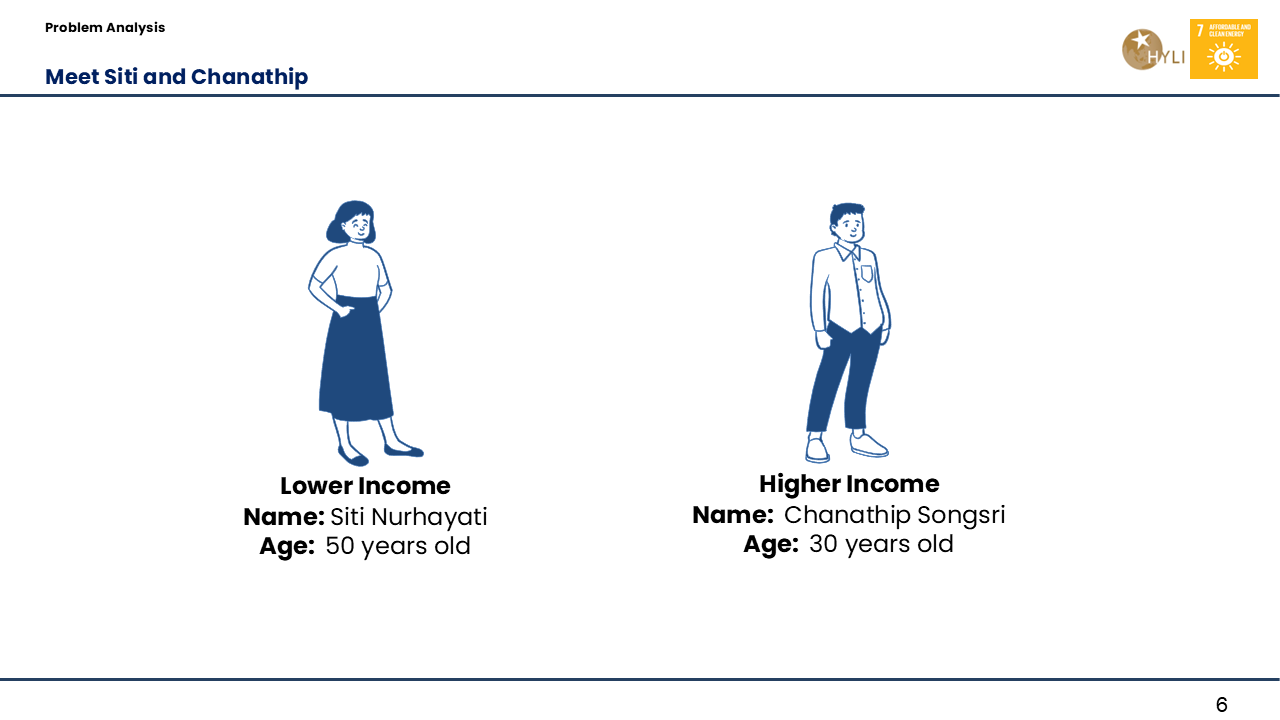 Problem Analysis
Meet Siti and Chanathip
HYLI
7 AFFORDABLE AND
CLEAN ENERGY
Lower Income
Name: Siti Nurhayati
Age: 50 years old
Higher Income
Name: Chanathip Songsri
Age: 30 years old
6